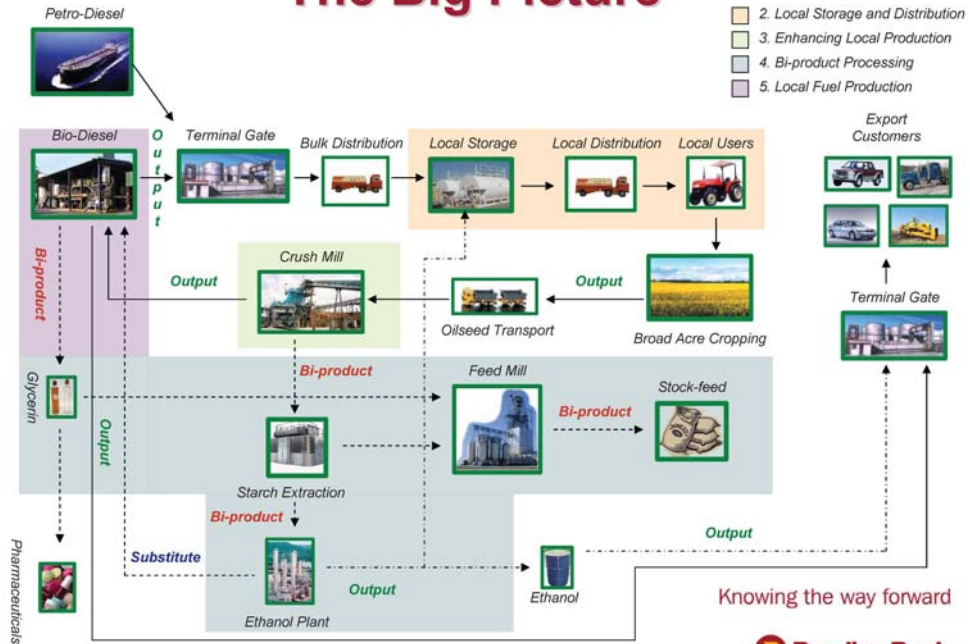 The Big Picture
Petro-Diesel
2. Local Storage and Distribution
3. Enhancing Local Production
4. Bi-product Processing
5. Local Fuel Production
Bio-Diesel
Output
Terminal Gate
Bulk Distribution
Local Storage
Local Distribution
Local Users
Export
Customers
Bi-product
Output
Crush Mill
Output
Oilseed Transport
Broad Acre Cropping
Terminal Gate
Glycerin
Bi-product
Feed Mill
Bi-product
Stock-feed
Output
Starch Extraction
Bi-product
Substitute
Output
Output
Pharmaceuticals
Ethanol Plant
Ethanol
Knowing the way forward